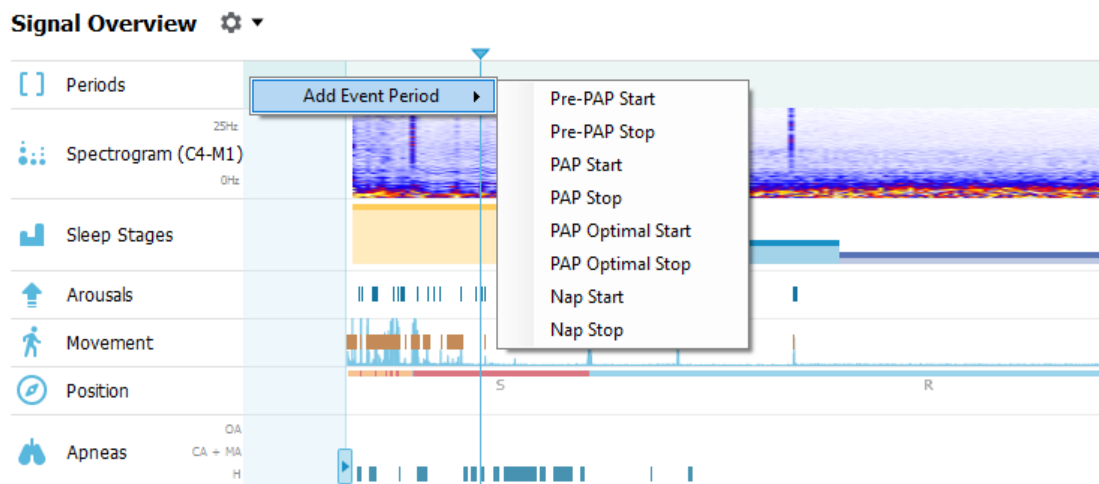 Signal Overview
Periods
Add Event Period
Pre-PAP Start
Pre-PAP Stop
PAP Start
PAP Stop
PAP Optimal Start
PAP Optimal Stop
Nap Start
Nap Stop
25Hz
Spectrogram (C4-M1)
0Hz
Sleep Stages
Arousals
Movement
Position
S
R
OA
Apneas
CA + MA
H